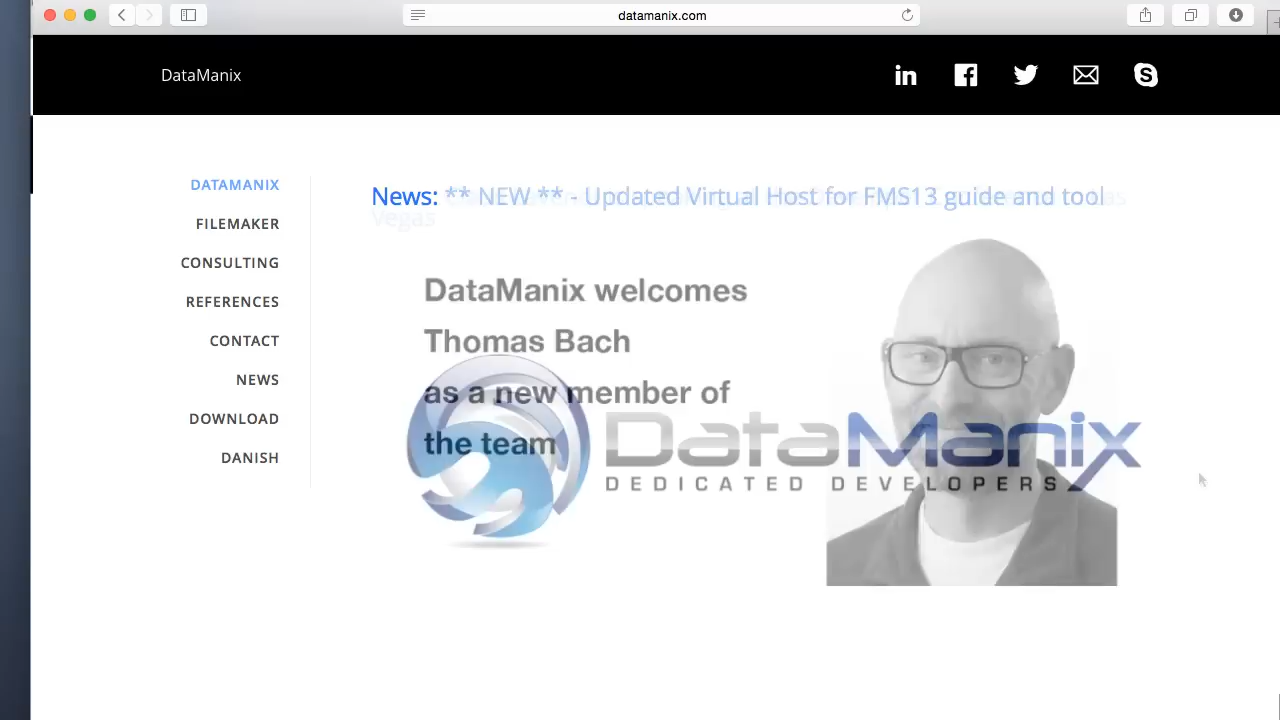 datamanix.com
DataManix
DATAMANIX
FILEMAKER
CONSULTING
REFERENCES
CONTACT
NEWS
DOWNLOAD
DANISH
News: ** NEW ** - Updated Virtual Host for FMS13 guide and tool
Vegas
DataManix welcomes
Thomas Bach
as a new member of
the team
DataManix
DEDICATED DEVELOPERS